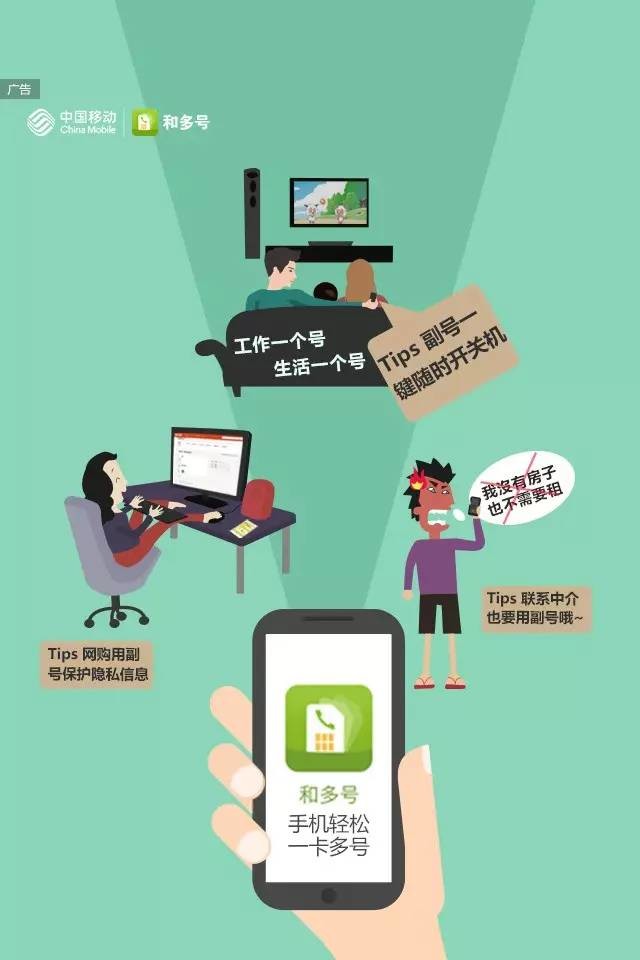 广告
中国移动
China Mobile
和多号
工作一个号
生活一个号
Tips 副号一
键随时开关机
我沒有房子
也不需要租
Tips 联系中介
也要用副号哦~
Tips 网购用副
号保护隐私信息
和多号
手机轻松
一卡多号